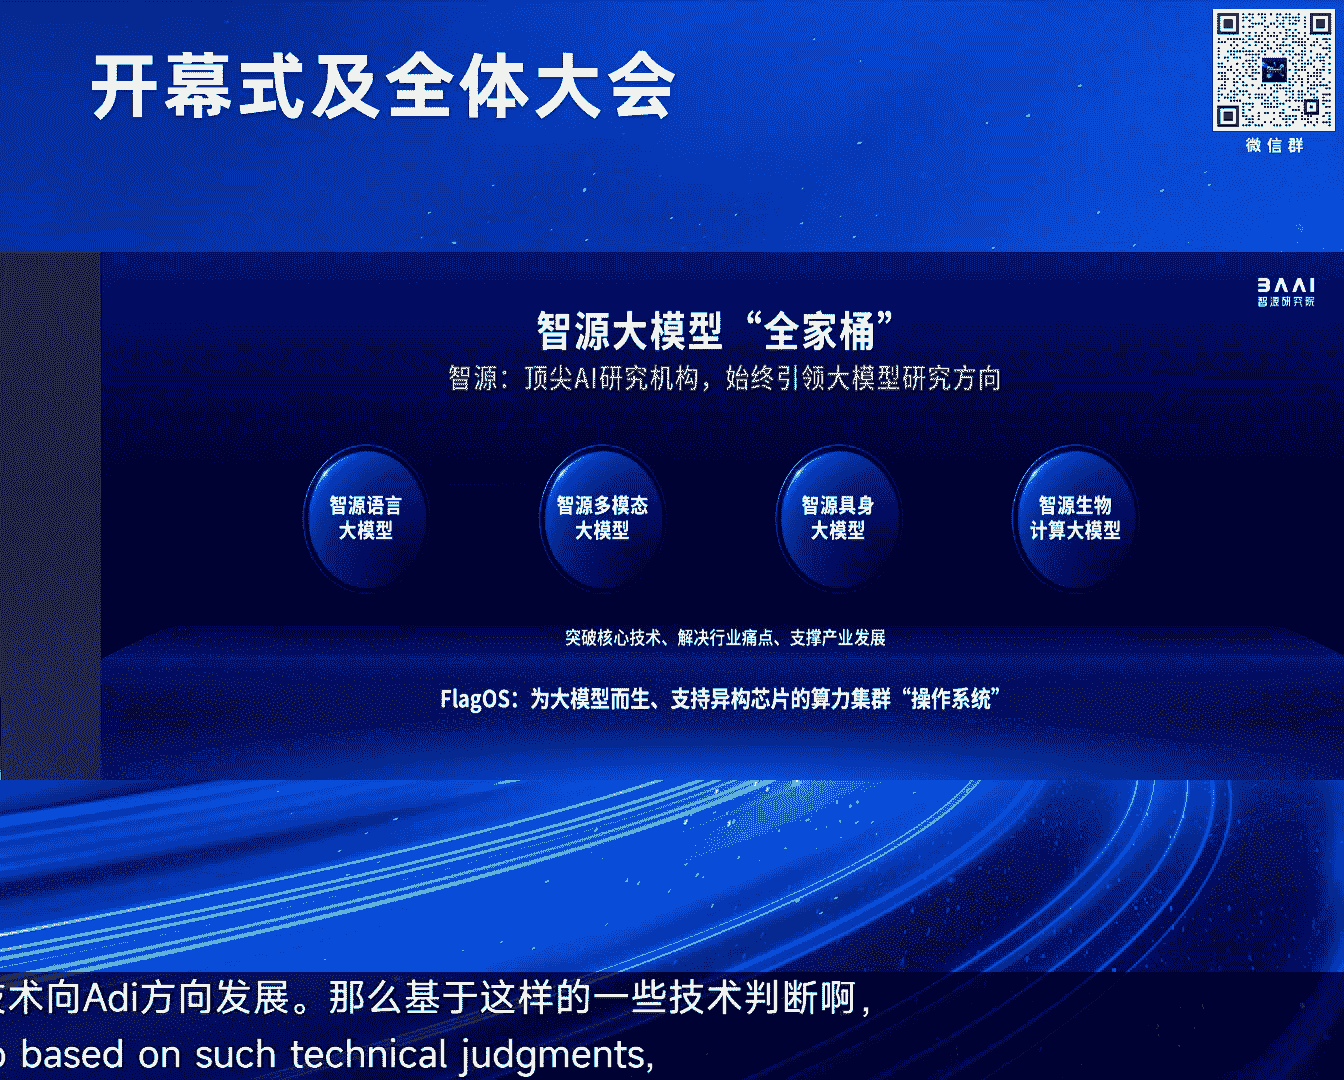 开幕式及全体大会
微信群
BAAI
智源研究院
智源大模型“全家桶”
智源：顶尖AI研究机构，始终引领大模型研究方向
智源语言
大模型
智源多模态
大模型
智源具身
大模型
智源生物
计算大模型
突破核心技术、解决行业痛点、支撑产业发展
FlagOS：为大模型而生、支持异构芯片的算力集群“操作系统”
术向Adi方向发展。那么基于这样的一些技术判断啊，
based on such technical judgments,